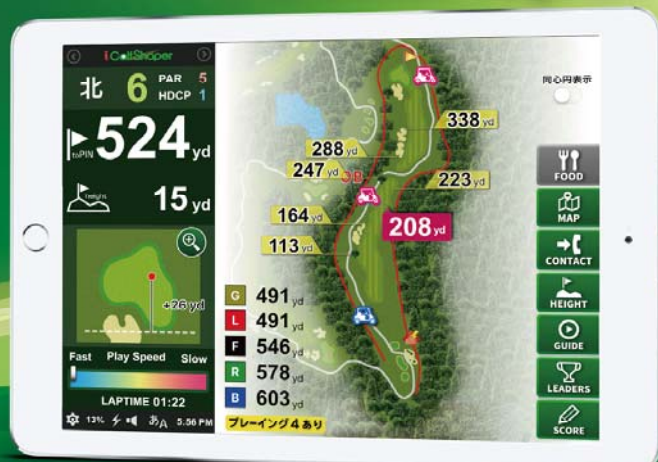 iGolfShaper
北 6 PAR 5
HDCP 1
toPIN 524 yd
height 15 yd
+26 yd
Fast Play Speed Slow
LAPTIME 01:22
13% あA 5.56 PM
同心円表示
338 yd
288 yd
247 yd
OB
223 yd
164 yd
208 yd
113 yd
G 491 yd
L 491 yd
F 546 yd
R 578 yd
B 603 yd
プレーイング4あり
FOOD
MAP
CONTACT
HEIGHT
GUIDE
LEADERS
SCORE